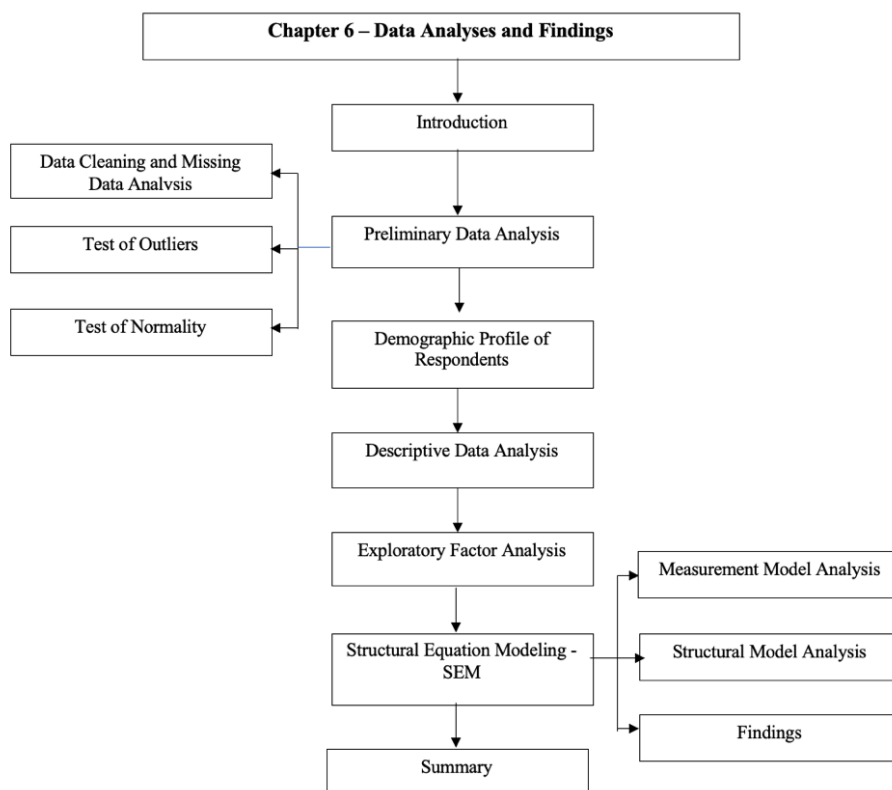 Chapter 6 – Data Analyses and Findings
Introduction
Data Cleaning and Missing
Data Analysis
Preliminary Data Analysis
Test of Outliers
Test of Normality
Demographic Profile of
Respondents
Descriptive Data Analysis
Exploratory Factor Analysis
Measurement Model Analysis
Structural Equation Modeling -
SEM
Structural Model Analysis
Findings
Summary